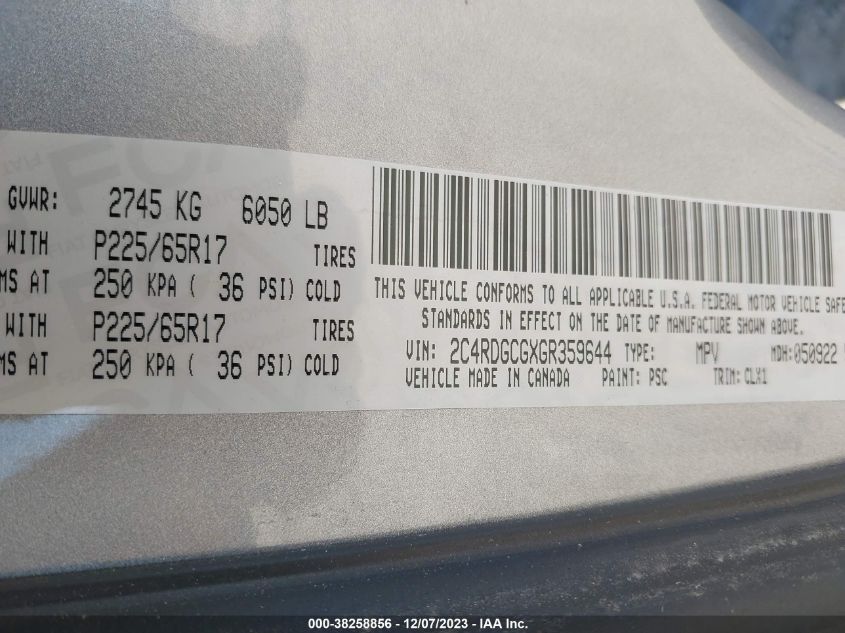 GVWR: 2745 KG 6050 LB
WITH P225/65R17 TIRES
MS AT 250 KPA ( 36 PSI) COLD
WITH P225/65R17 TIRES
MS AT 250 KPA ( 36 PSI) COLD
THIS VEHICLE CONFORMS TO ALL APPLICABLE U.S.A. FEDERAL MOTOR VEHICLE SAFE
STANDARDS IN EFFECT ON THE DATE OF MANUFACTURE SHOWN ABOVE.
VIN: 2C4RDGCGXGR359644 TYPE: MPV MDH:050922
VEHICLE MADE IN CANADA PAINT: PSC TRIM: CLX1
000-38258856 - 12/07/2023 - IAA Inc.